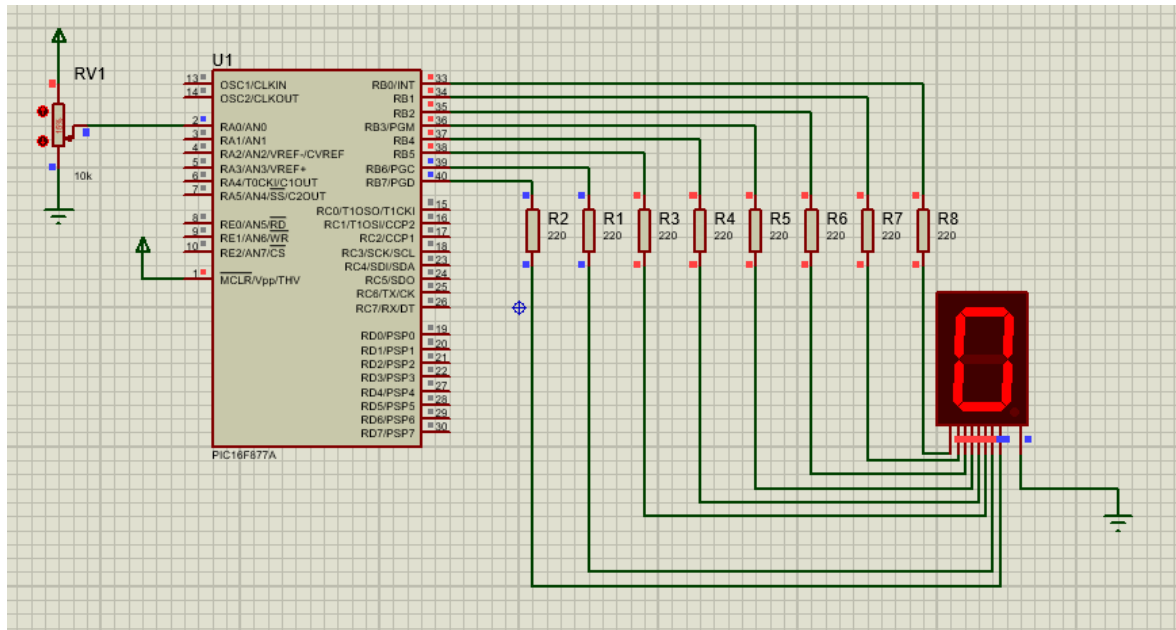 RV1
15%
10k
U1
13 OSC1/CLKIN
14 OSC2/CLKOUT
2 RA0/AN0
3 RA1/AN1
4 RA2/AN2/VREF-/CVREF
5 RA3/AN3/VREF+
6 RA4/T0CKI/C1OUT
7 RA5/AN4/SS/C2OUT
8 RE0/AN5/RD
9 RE1/AN6/WR
10 RE2/AN7/CS
1 MCLR/Vpp/THV
RB0/INT 33
RB1 34
RB2 35
RB3/PGM 36
RB4 37
RB5 38
RB6/PGC 39
RB7/PGD 40
RC0/T1OSO/T1CKI 15
RC1/T1OSI/CCP2 16
RC2/CCP1 17
RC3/SCK/SCL 18
RC4/SDI/SDA 23
RC5/SDO 24
RC6/TX/CK 25
RC7/RX/DT 26
RD0/PSP0 19
RD1/PSP1 20
RD2/PSP2 21
RD3/PSP3 22
RD4/PSP4 27
RD5/PSP5 28
RD6/PSP6 29
RD7/PSP7 30
PIC16F877A
R2 R1 R3 R4 R5 R6 R7 R8
220 220 220 220 220 220 220 220
0